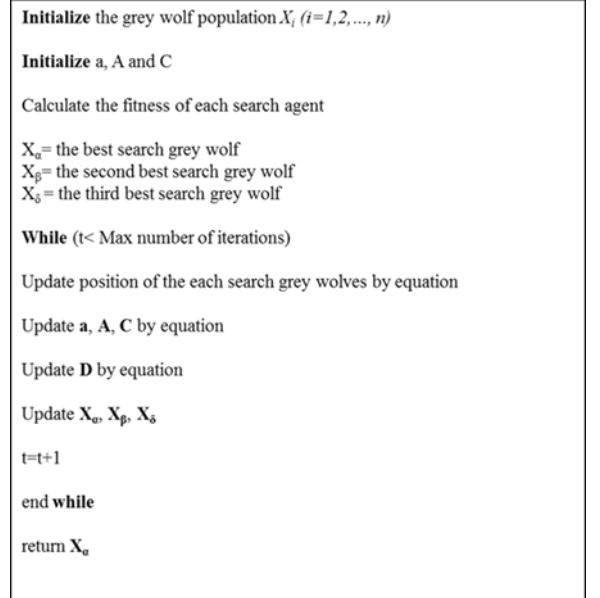 Initialize the grey wolf population Xᵢ (i=1,2,..., n)
Initialize a, A and C
Calculate the fitness of each search agent
Xα= the best search grey wolf
Xβ= the second best search grey wolf
Xδ= the third best search grey wolf
While (t< Max number of iterations)
Update position of the each search grey wolves by equation
Update a, A, C by equation
Update D by equation
Update Xα, Xβ, Xδ
t=t+1
end while
return Xα